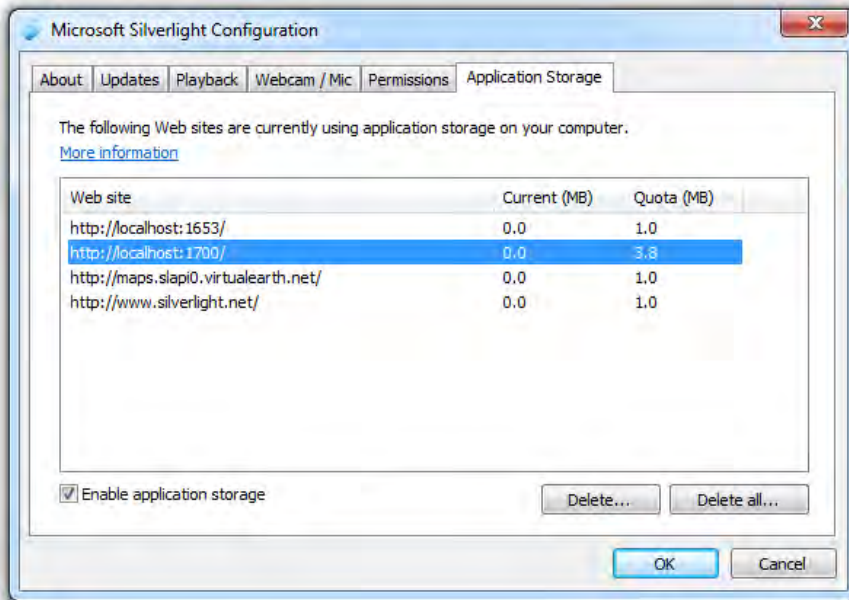 Microsoft Silverlight Configuration
About Updates Playback Webcam / Mic Permissions Application Storage
The following Web sites are currently using application storage on your computer.
More information
Web site Current (MB) Quota (MB)
http://localhost:1653/ 0.0 1.0
http://localhost:1700/ 0.0 3.8
http://maps.slapi0.virtualearth.net/ 0.0 1.0
http://www.silverlight.net/ 0.0 1.0
Enable application storage Delete... Delete all...
OK Cancel